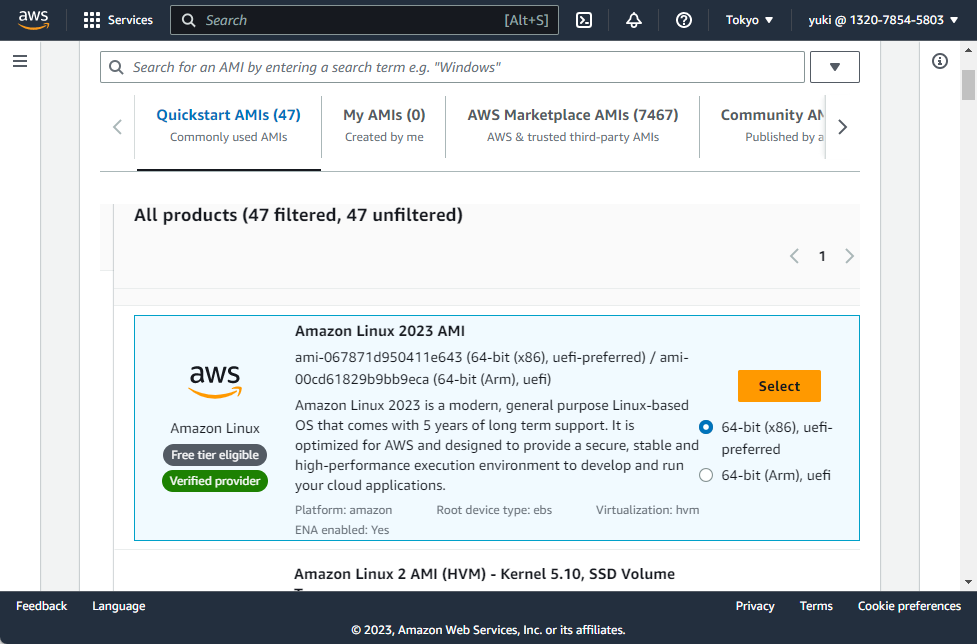 aws Services Search [Alt+S] Tokyo ▼ yuki @ 1320-7854-5803 ▼
Search for an AMI by entering a search term e.g. "Windows"
Quickstart AMIs (47)
Commonly used AMIs
My AMIs (0)
Created by me
AWS Marketplace AMIs (7467)
AWS & trusted third-party AMIs
Community AM
Published by a
All products (47 filtered, 47 unfiltered)
1
aws
Amazon Linux
Free tier eligible
Verified provider
Amazon Linux 2023 AMI
ami-067871d950411e643 (64-bit (x86), uefi-preferred) / ami-
00cd61829b9bb9eca (64-bit (Arm), uefi)
Amazon Linux 2023 is a modern, general purpose Linux-based
OS that comes with 5 years of long term support. It is
optimized for AWS and designed to provide a secure, stable and
high-performance execution environment to develop and run
your cloud applications.
Platform: amazon Root device type: ebs Virtualization: hvm
ENA enabled: Yes
Select
64-bit (x86), uefi-
preferred
64-bit (Arm), uefi
Amazon Linux 2 AMI (HVM) - Kernel 5.10, SSD Volume
Feedback Language Privacy Terms Cookie preferences
© 2023, Amazon Web Services, Inc. or its affiliates.